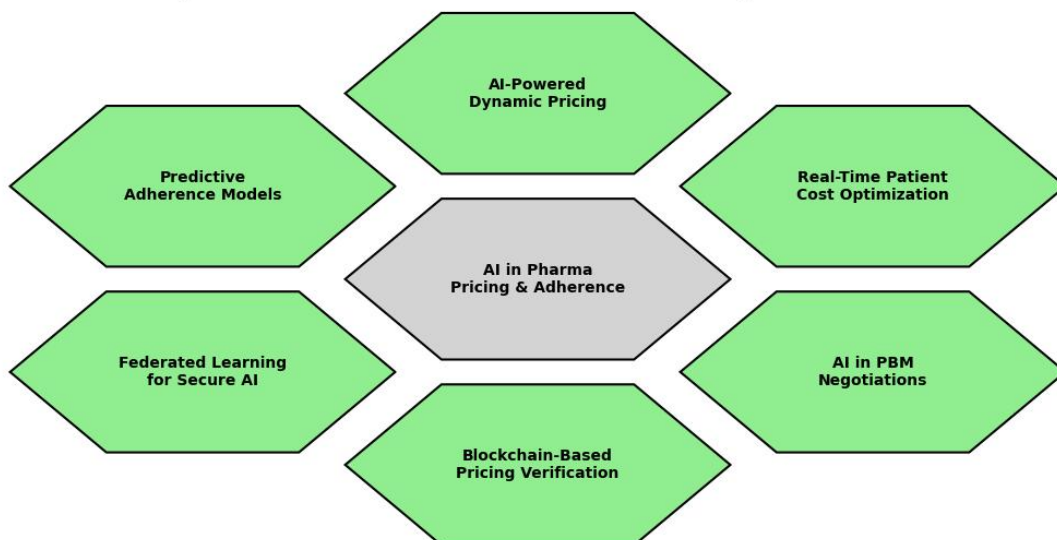 AI-Powered
Dynamic Pricing
Predictive
Adherence Models
Real-Time Patient
Cost Optimization
AI in Pharma
Pricing & Adherence
Federated Learning
for Secure AI
AI in PBM
Negotiations
Blockchain-Based
Pricing Verification